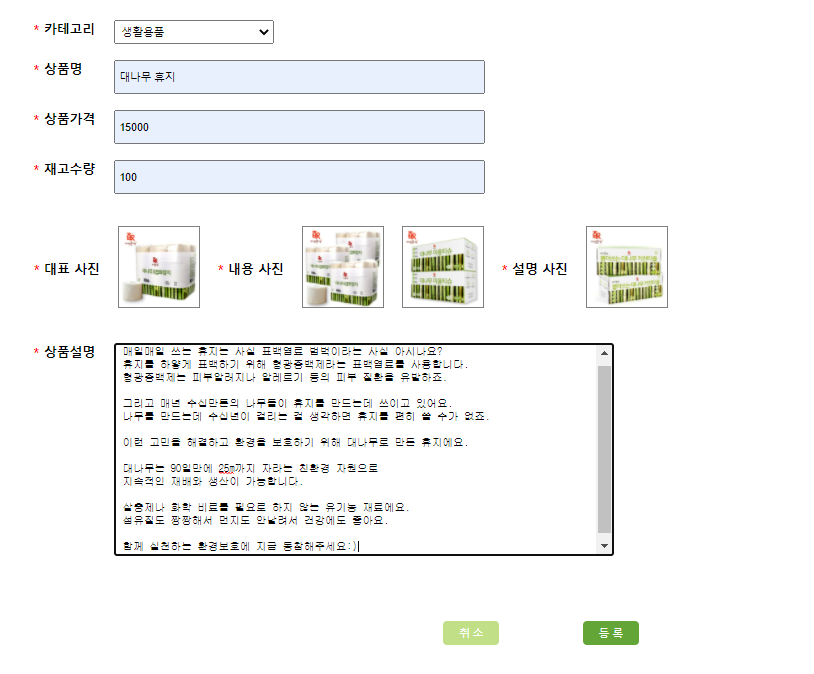 * 카테고리
생활용품
* 상품명
대나무 휴지
* 상품가격
15000
* 재고수량
100
* 대표 사진
* 내용 사진
* 설명 사진
* 상품설명
매일매일 쓰는 휴지는 사실 표백염료 범벅이라는 사실 아시나요?
휴지를 하얗게 표백하기 위해 형광증백제라는 표백염료를 사용합니다.
형광증백제는 피부알러지나 알레르기 등의 피부 질환을 유발하죠.
그리고 매년 수십만톤의 나무들이 휴지를 만드는데 쓰이고 있어요.
나무를 만드는데 수십년이 걸리는 걸 생각하면 휴지를 편히 쓸 수가 없죠.
이런 고민을 해결하고 환경을 보호하기 위해 대나무로 만든 휴지에요.
대나무는 90일만에 25m까지 자라는 친환경 자원으로
지속적인 재배와 생산이 가능합니다.
살충제나 화학 비료를 필요로 하지 않는 유기농 재료에요.
섬유질도 짱짱해서 먼지도 안날려서 건강에도 좋아요.
함께 실천하는 환경보호에 지금 동참해주세요:)
취소
등록